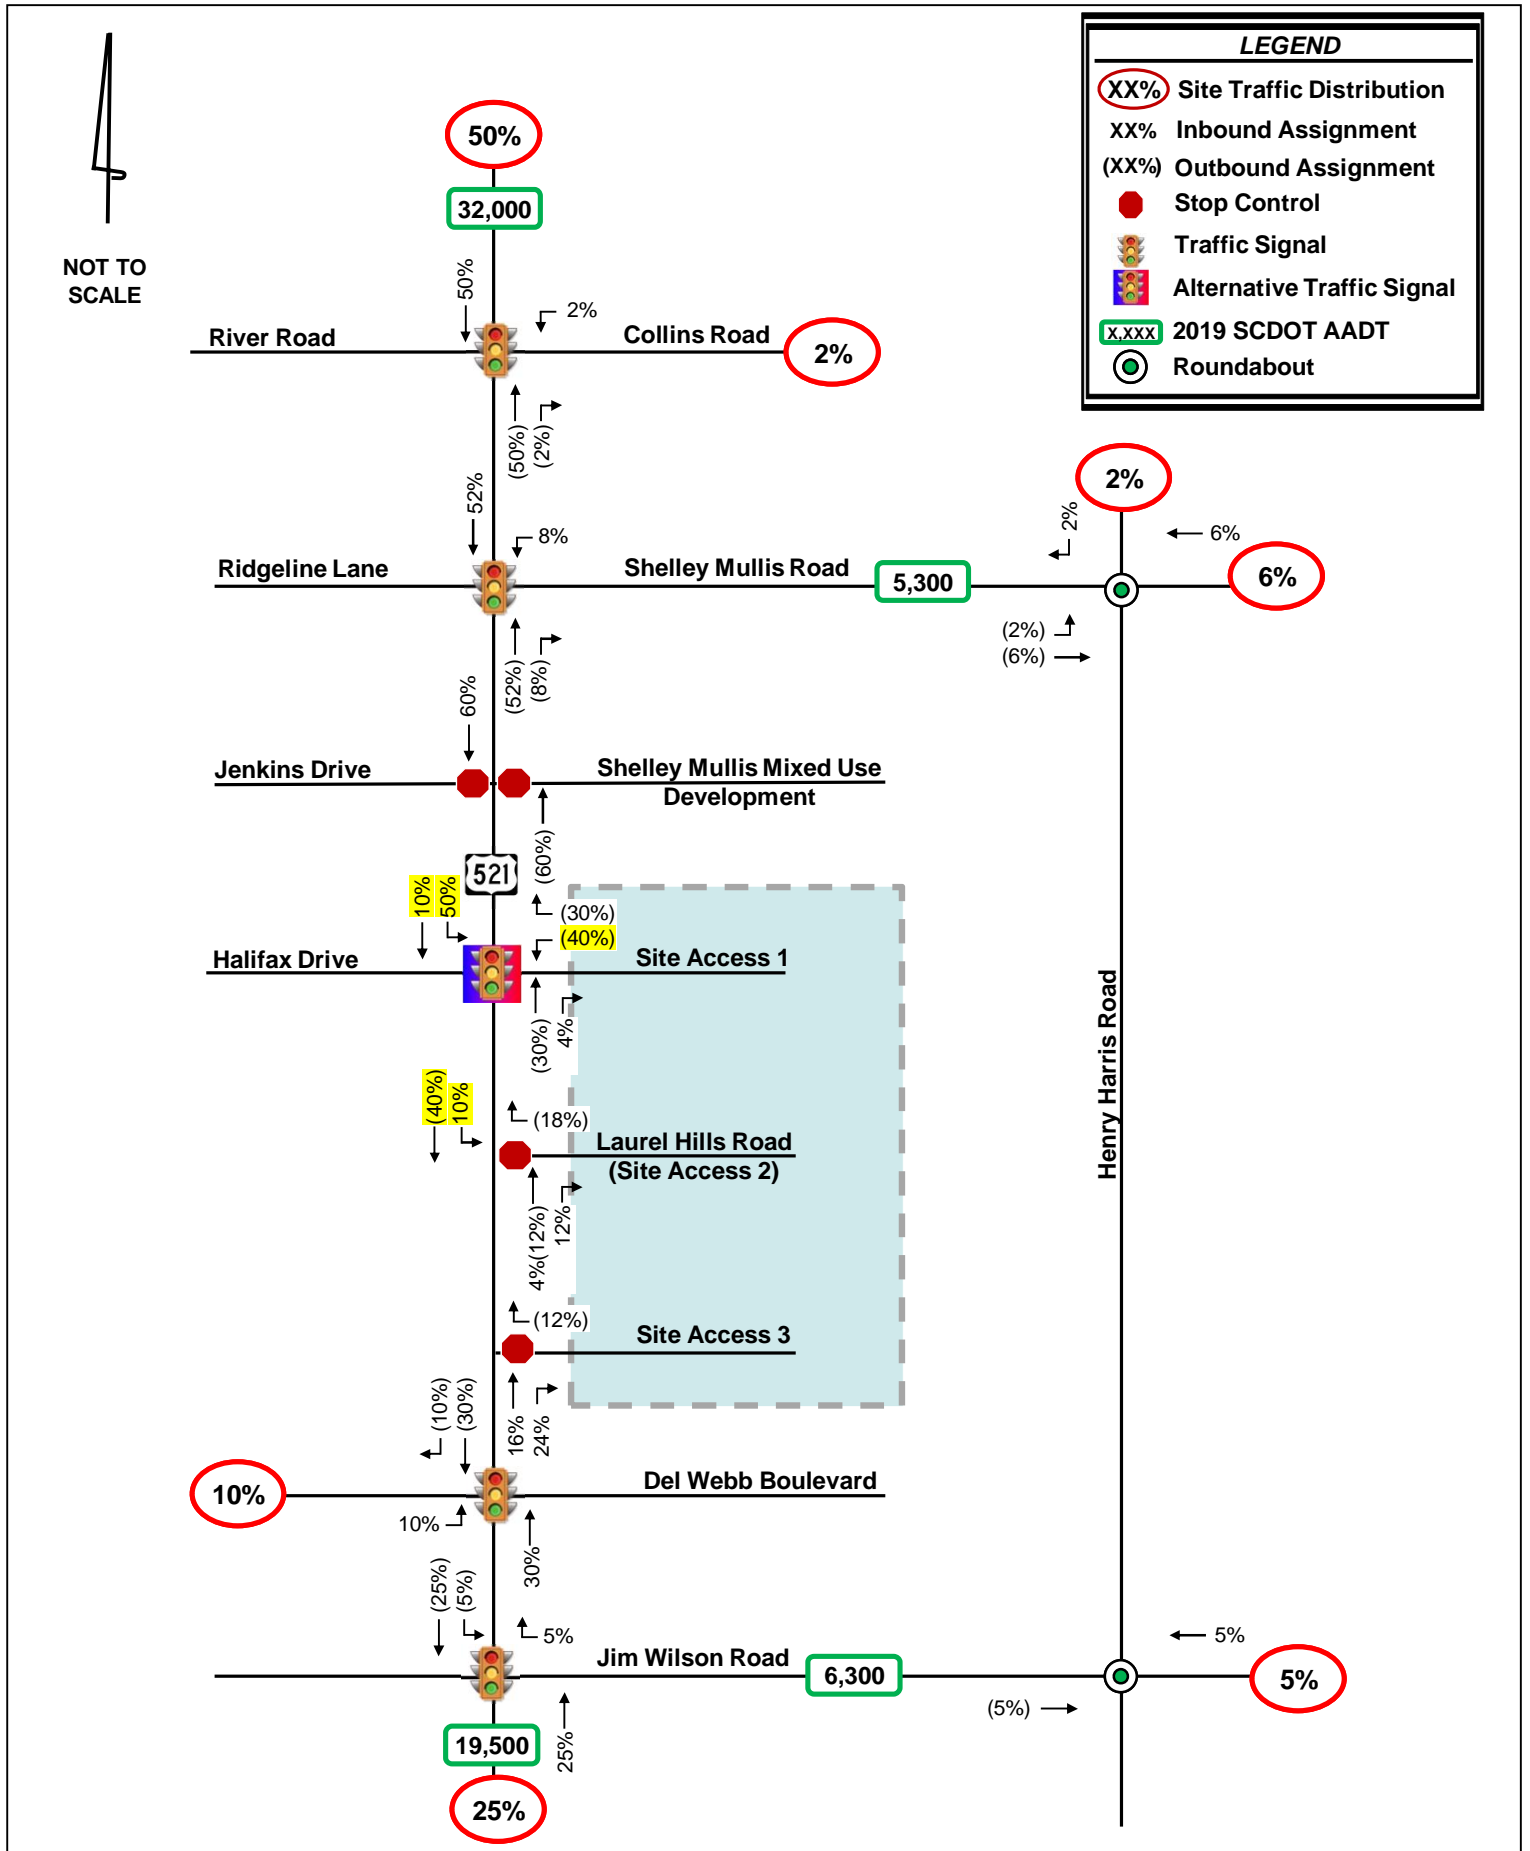 LEGEND
XX% Site Traffic Distribution
XX% Inbound Assignment
(XX%) Outbound Assignment
Stop Control
Traffic Signal
Alternative Traffic Signal
X,XXX 2019 SCDOT AADT
Roundabout
NOT TO
SCALE
50%
32,000
50%
2%
River Road
Collins Road
2%
(50%)
(2%)
52%
8%
2%
2%
6%
Ridgeline Lane
Shelley Mullis Road
5,300
6%
(52%)
(8%)
(2%)
(6%)
60%
Jenkins Drive
Shelley Mullis Mixed Use
Development
(60%)
521
10%
50%
(30%)
(40%)
Halifax Drive
Site Access 1
(30%)
4%
Henry Harris Road
(40%)
10%
(18%)
Laurel Hills Road
(Site Access 2)
4%(12%)
12%
(12%)
Site Access 3
(10%)
(30%)
16%
24%
10%
Del Webb Boulevard
10%
30%
(25%)
(5%)
5%
5%
Jim Wilson Road
6,300
5%
(5%)
19,500
25%
25%